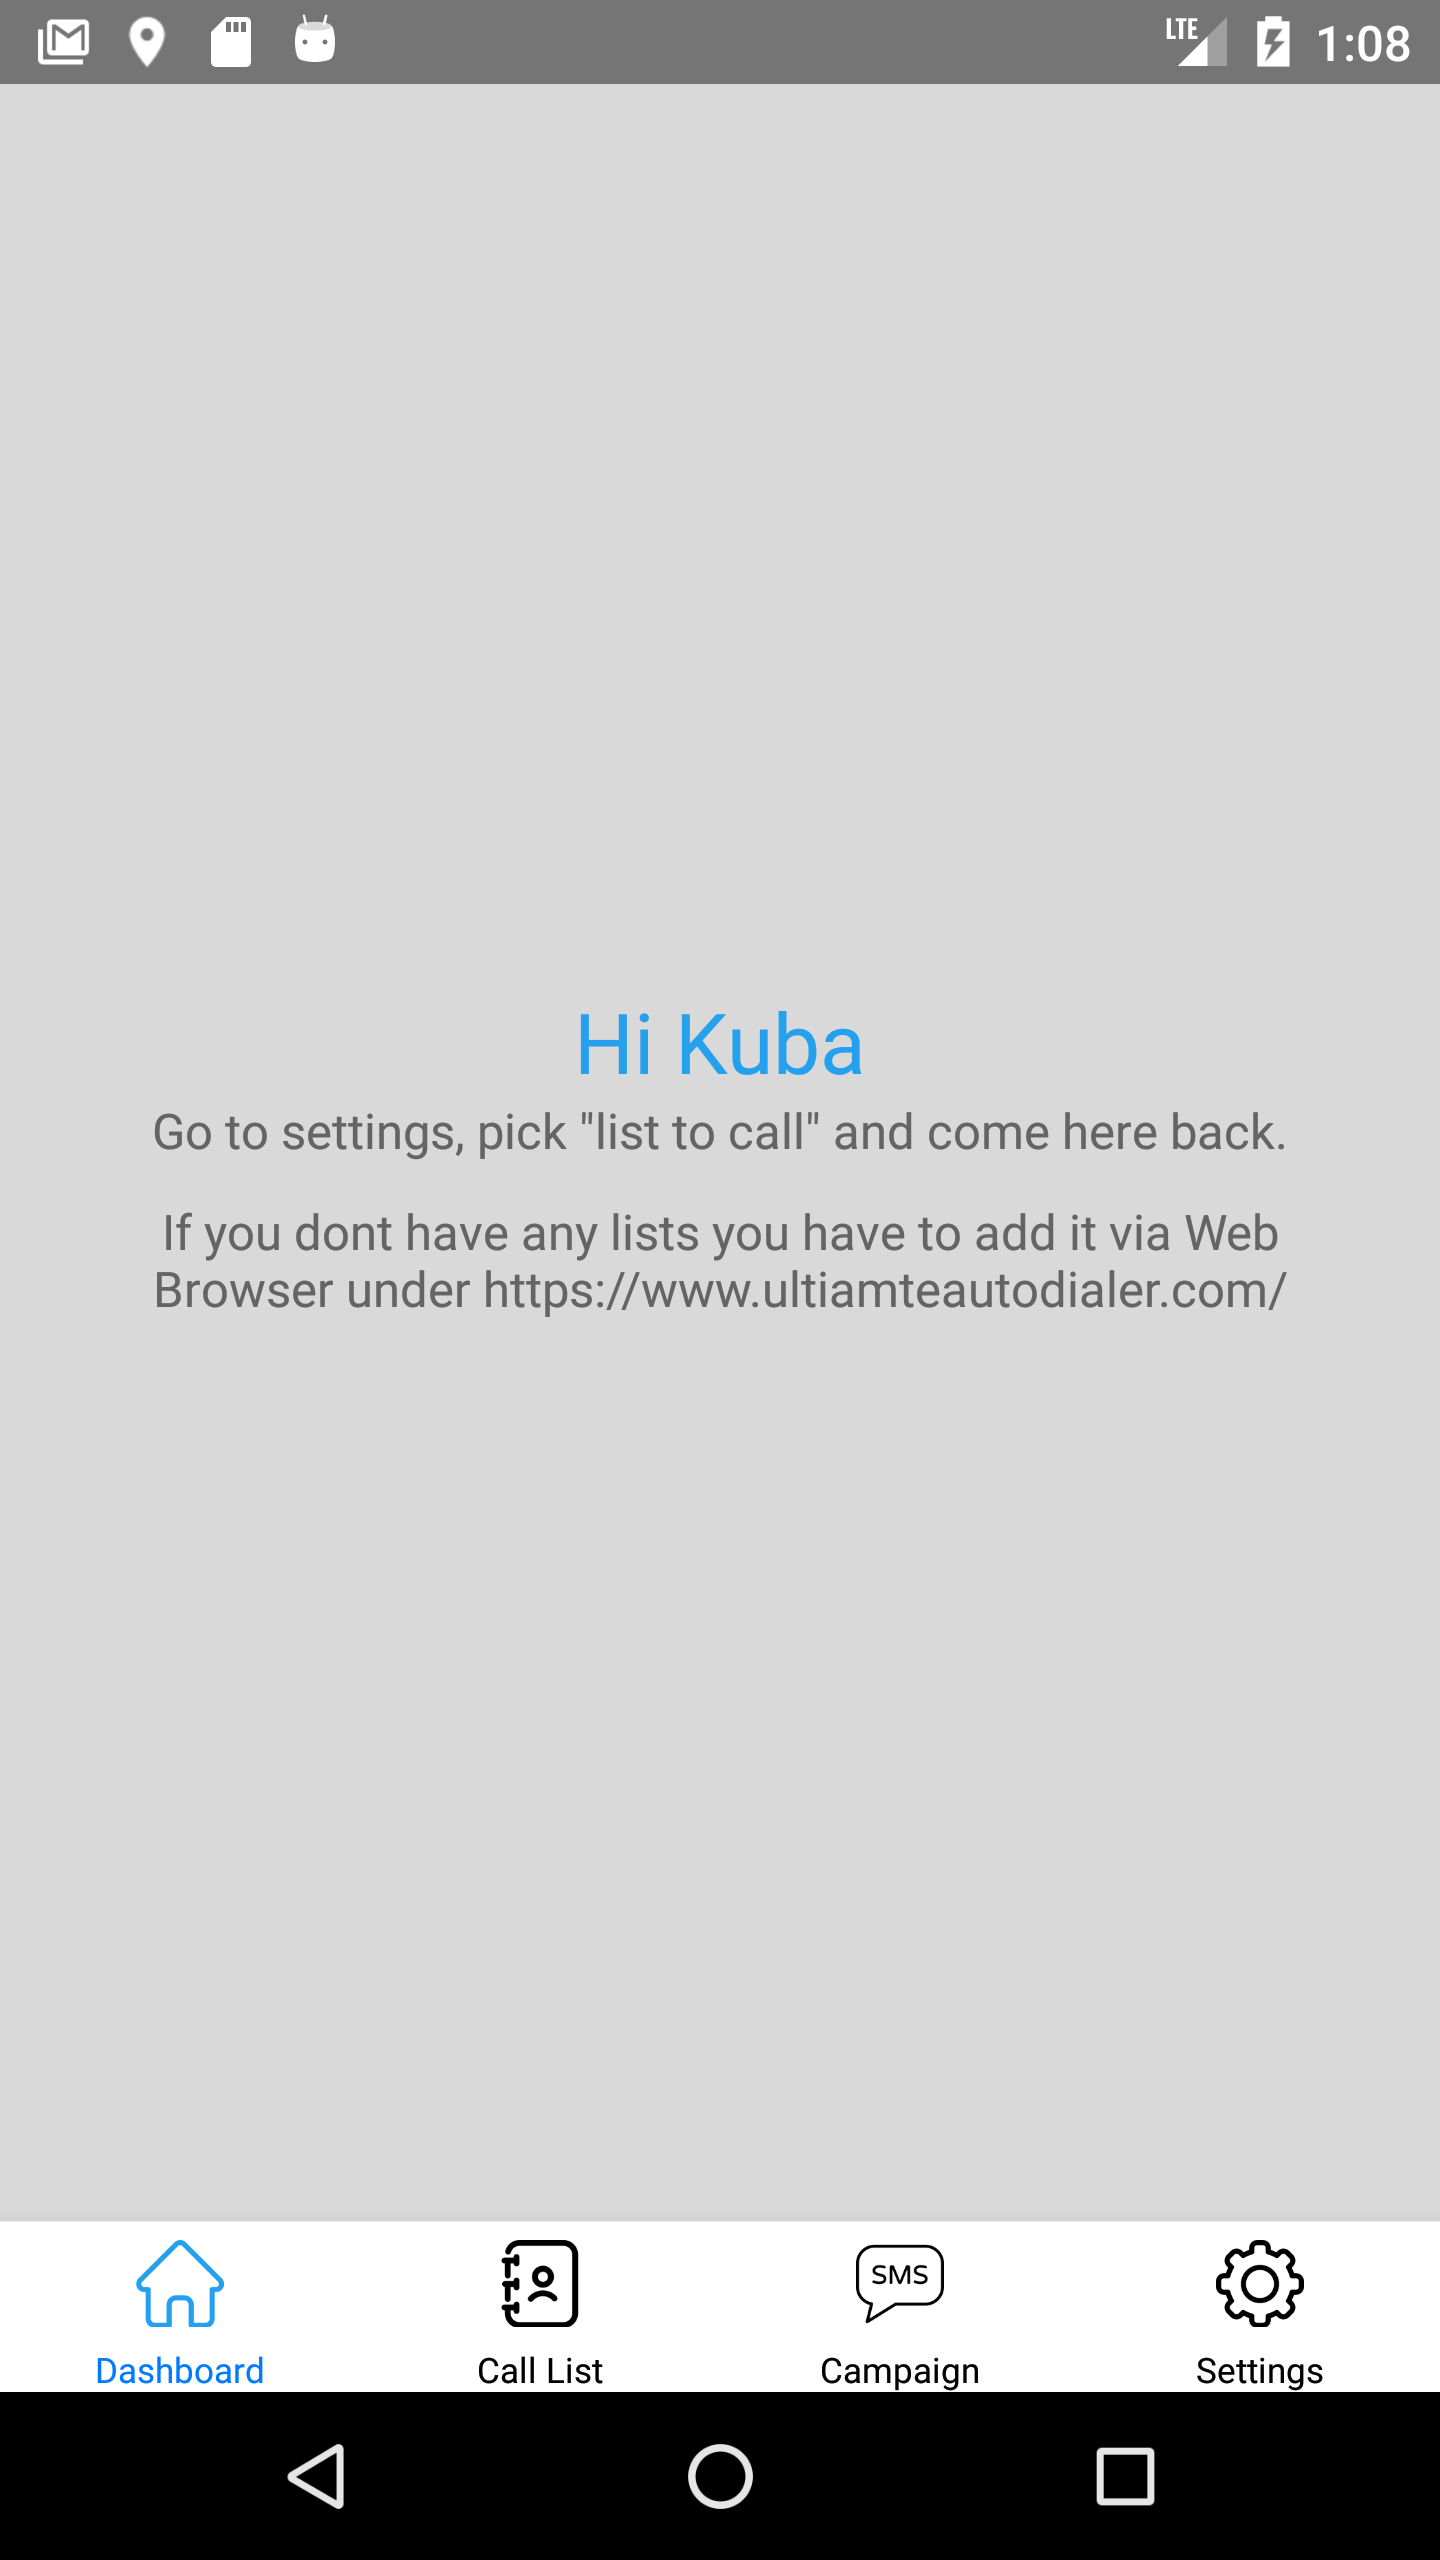 LTE 1:08
Hi Kuba
Go to settings, pick "list to call" and come here back.
If you dont have any lists you have to add it via Web
Browser under https://www.ultiamteautodialer.com/
SMS
Dashboard Call List Campaign Settings